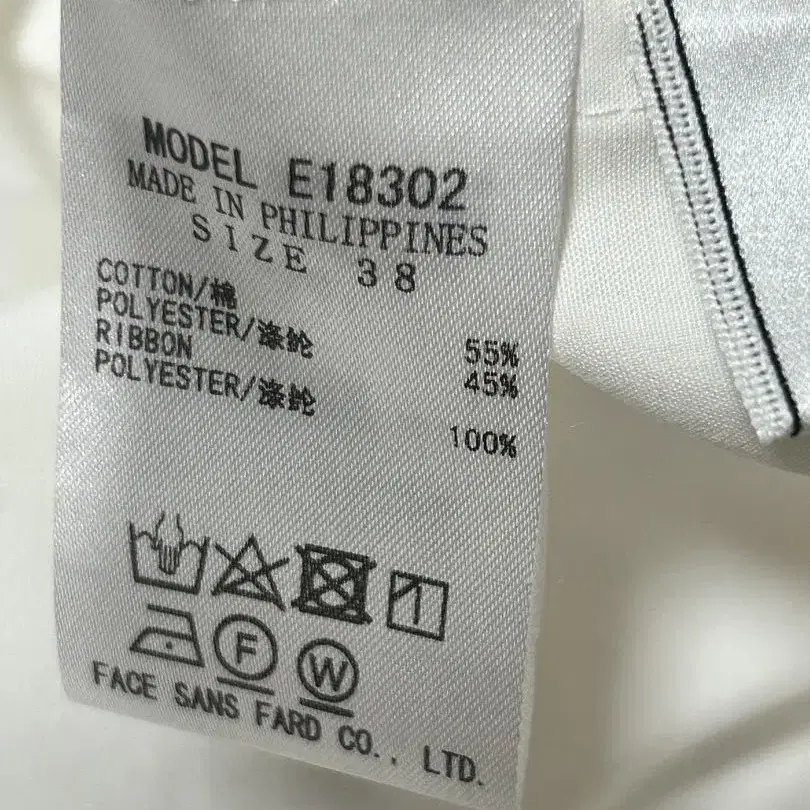 MODEL E18302
MADE IN PHILIPPINES
SIZE 38
COTTON/棉 55%
POLYESTER/涤纶 45%
RIBBON
POLYESTER/涤纶 100%
F
W
FACE SANS FARD CO., LTD.